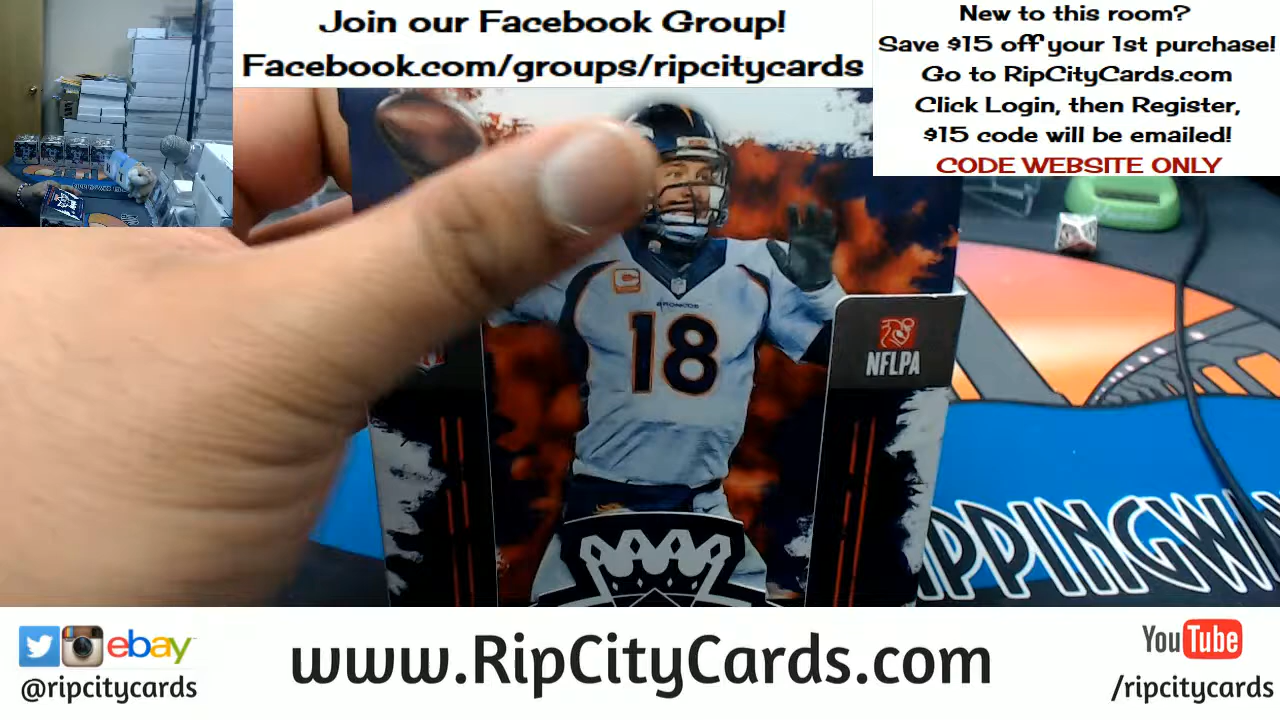 Join our Facebook Group!
Facebook.com/groups/ripcitycards
New to this room?
Save $15 off your 1st purchase!
Go to RipCityCards.com
Click Login, then Register,
$15 code will be emailed!
CODE WEBSITE ONLY
BRONCOS
18
NFLPA
IPPINGW
ebay
@ripcitycards
www.RipCityCards.com
YouTube
/ripcitycards